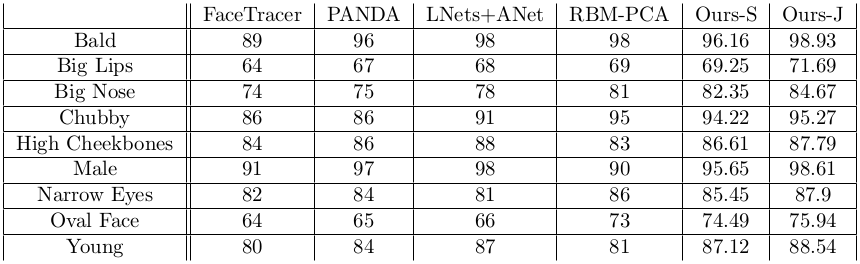 FaceTracer PANDA LNets+ANet RBM-PCA Ours-S Ours-J
Bald 89 96 98 98 96.16 98.93
Big Lips 64 67 68 69 69.25 71.69
Big Nose 74 75 78 81 82.35 84.67
Chubby 86 86 91 95 94.22 95.27
High Cheekbones 84 86 88 83 86.61 87.79
Male 91 97 98 90 95.65 98.61
Narrow Eyes 82 84 81 86 85.45 87.9
Oval Face 64 65 66 73 74.49 75.94
Young 80 84 87 81 87.12 88.54